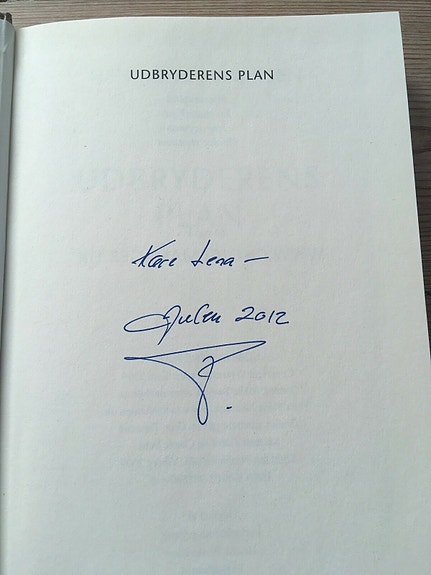 UDBRYDERENS PLAN
Kære Lena —
Julen 2012